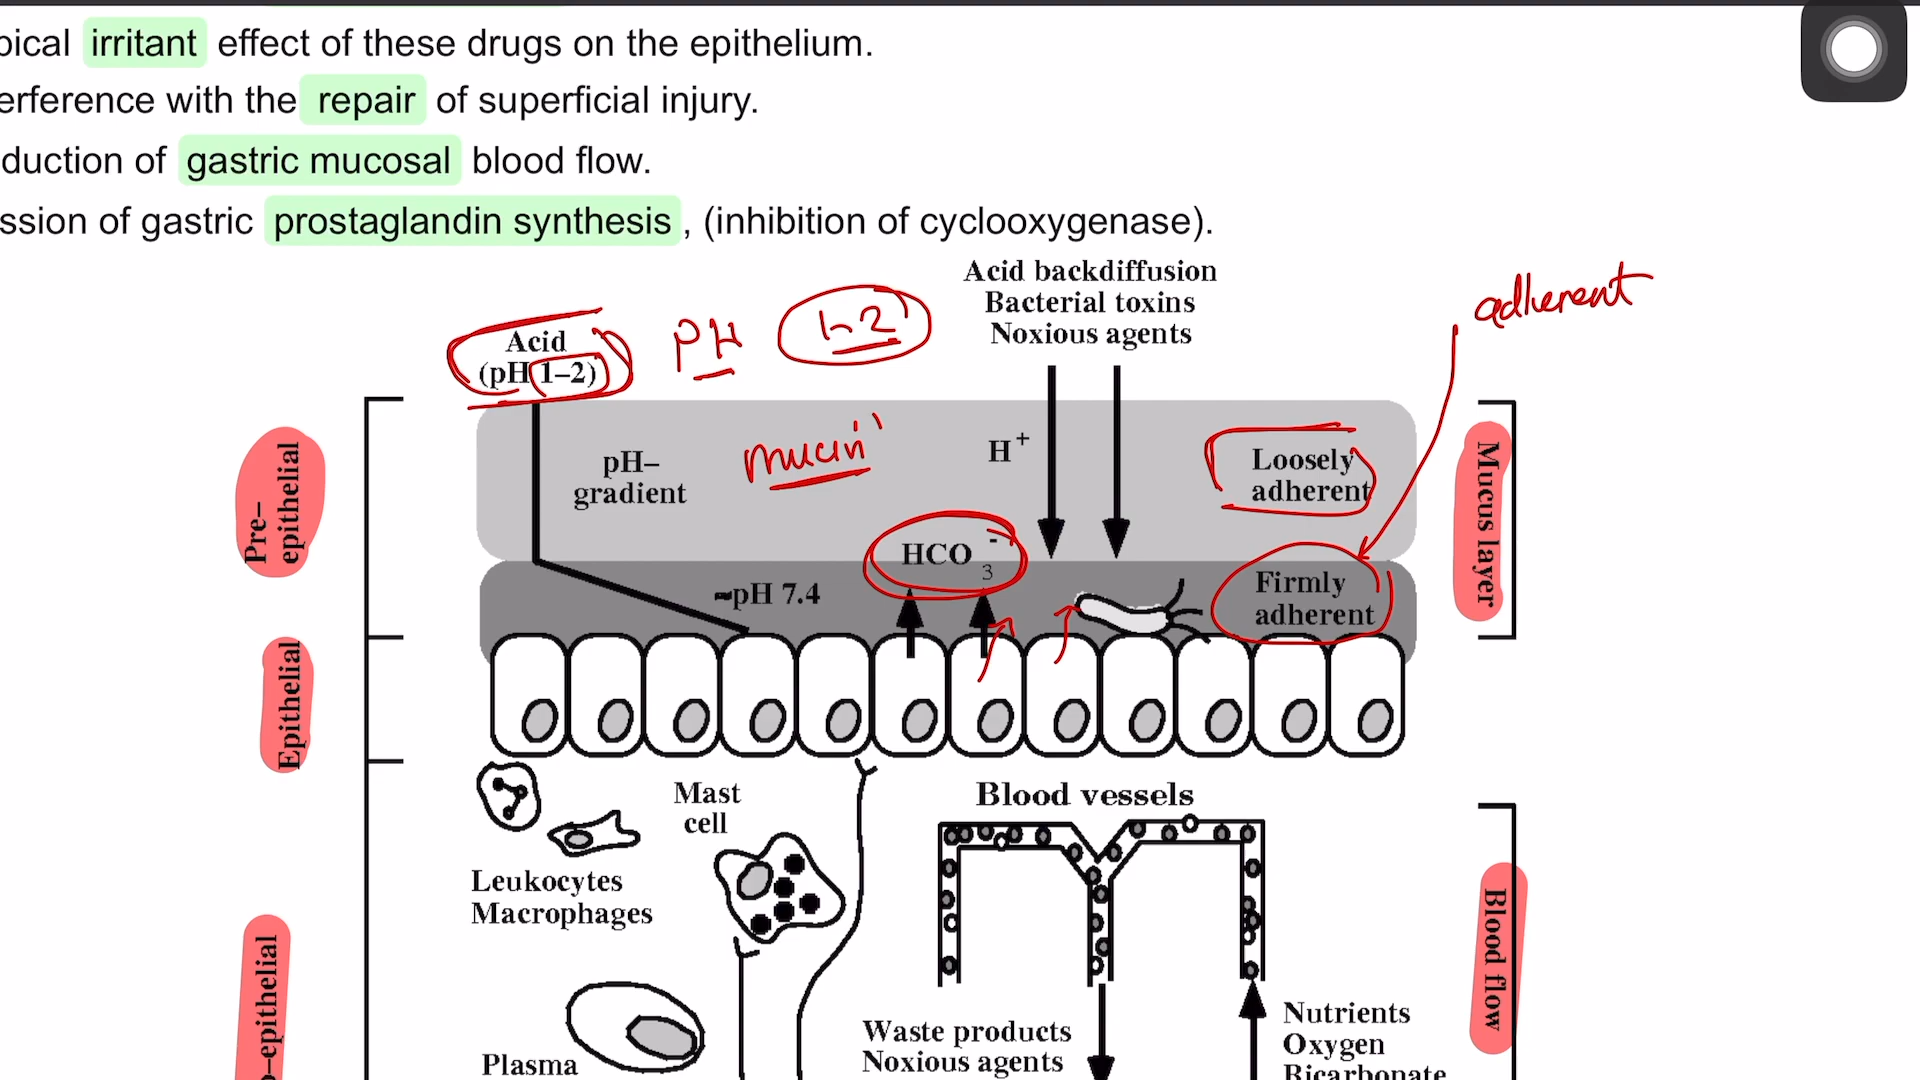 pical irritant effect of these drugs on the epithelium.
erference with the repair of superficial injury.
duction of gastric mucosal blood flow.
ssion of gastric prostaglandin synthesis, (inhibition of cyclooxygenase).
Acid backdiffusion
Bacterial toxins
Noxious agents
adherent
Acid
(pH 1–2)
PH 1-2
Pre–
epithelial
pH–
gradient
mucin
H+
Loosely
adherent
Mucus layer
HCO3-
≈pH 7.4
Firmly
adherent
Epithelial
Mast
cell
Blood vessels
Leukocytes
Macrophages
Blood flow
–epithelial
Plasma
Waste products
Noxious agents
Nutrients
Oxygen
Bicarbonate